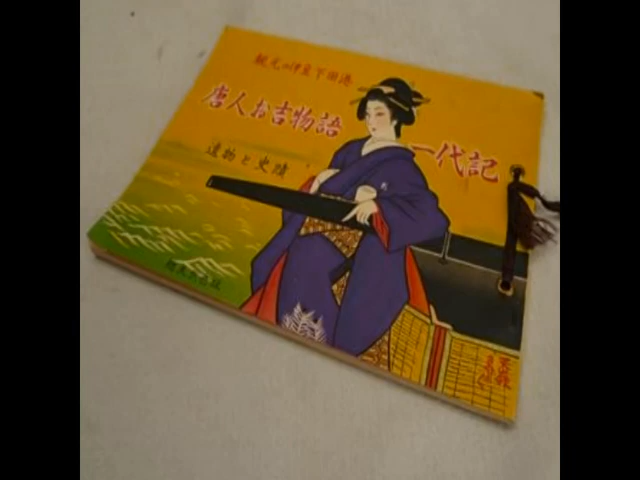 観光の伊豆下田港
唐人お吉物語
一代記
遺物と史蹟